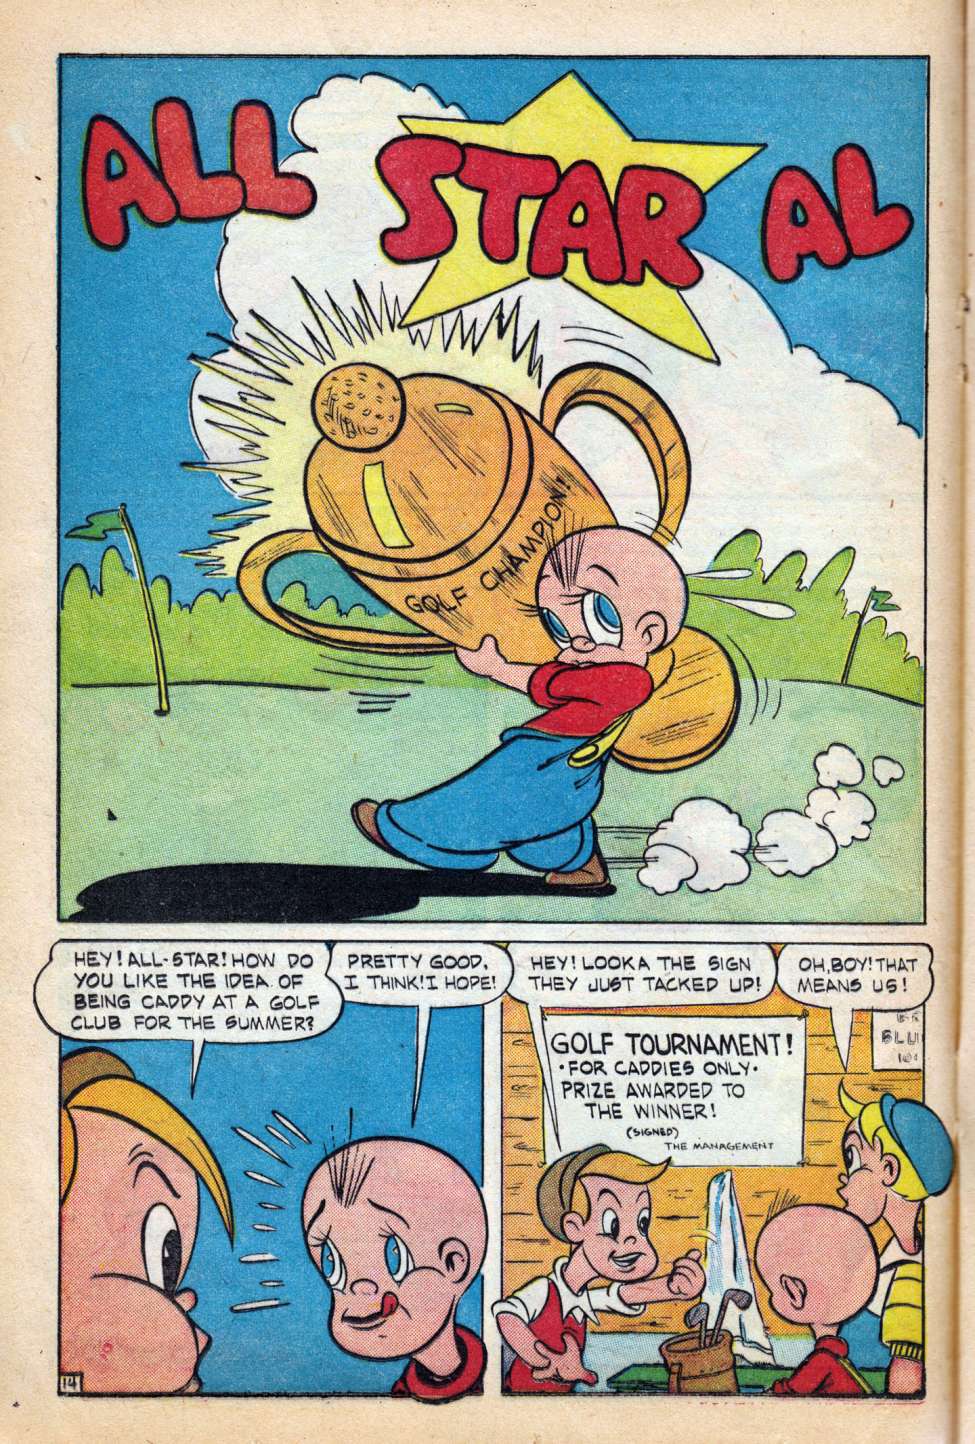 ALL STAR AL
GOLF CHAMPION!
HEY! ALL-STAR! HOW DO
YOU LIKE THE IDEA OF
BEING CADDY AT A GOLF
CLUB FOR THE SUMMER?
PRETTY GOOD,
I THINK! I HOPE!
14
HEY! LOOKA THE SIGN
THEY JUST TACKED UP!
OH, BOY! THAT
MEANS US!
GOLF TOURNAMENT!
•FOR CADDIES ONLY•
PRIZE AWARDED TO
THE WINNER!
(SIGNED)
THE MANAGEMENT
BLU